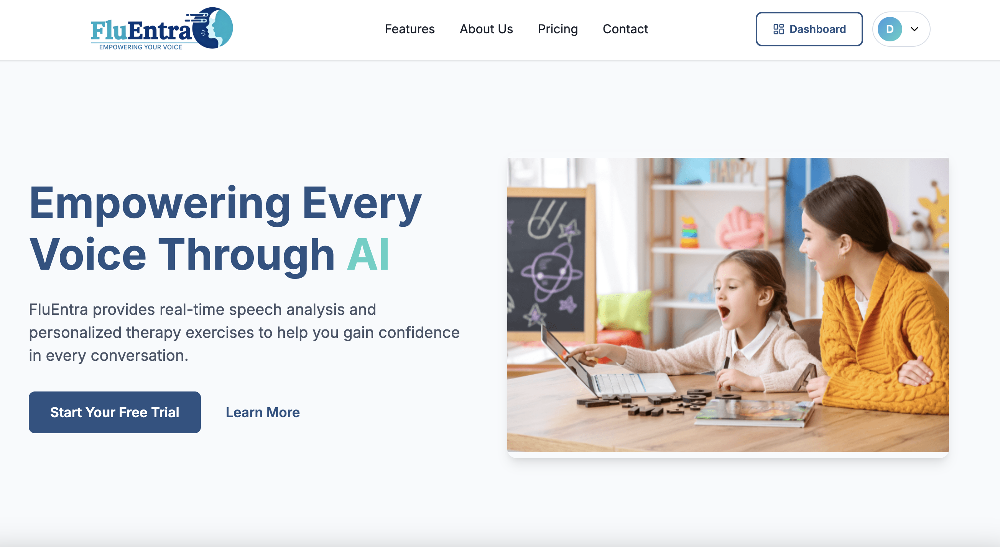 FluEntra
EMPOWERING YOUR VOICE
Features
About Us
Pricing
Contact
Dashboard
D
Empowering Every
Voice Through AI
FluEntra provides real-time speech analysis and
personalized therapy exercises to help you gain confidence
in every conversation.
Start Your Free Trial
Learn More
HAPPY
A